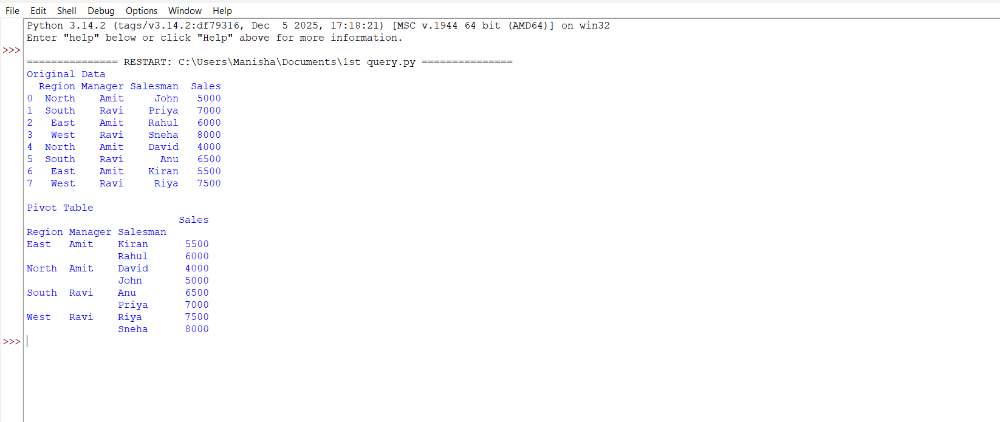 File Edit Shell Debug Options Window Help
Python 3.14.2 (tags/v3.14.2:df79316, Dec  5 2025, 17:18:21) [MSC v.1944 64 bit (AMD64)] on win32
Enter "help" below or click "Help" above for more information.
>>>
=============== RESTART: C:\Users\Manisha\Documents\1st query.py ===============
Original Data
  Region Manager Salesman  Sales
0  North    Amit     John   5000
1  South    Ravi    Priya   7000
2   East    Amit    Rahul   6000
3   West    Ravi    Sneha   8000
4  North    Amit    David   4000
5  South    Ravi      Anu   6500
6   East    Amit    Kiran   5500
7   West    Ravi     Riya   7500
Pivot Table
                         Sales
Region Manager Salesman
East   Amit    Kiran      5500
               Rahul      6000
North  Amit    David      4000
               John       5000
South  Ravi    Anu        6500
               Priya      7000
West   Ravi    Riya       7500
               Sneha      8000
>>>